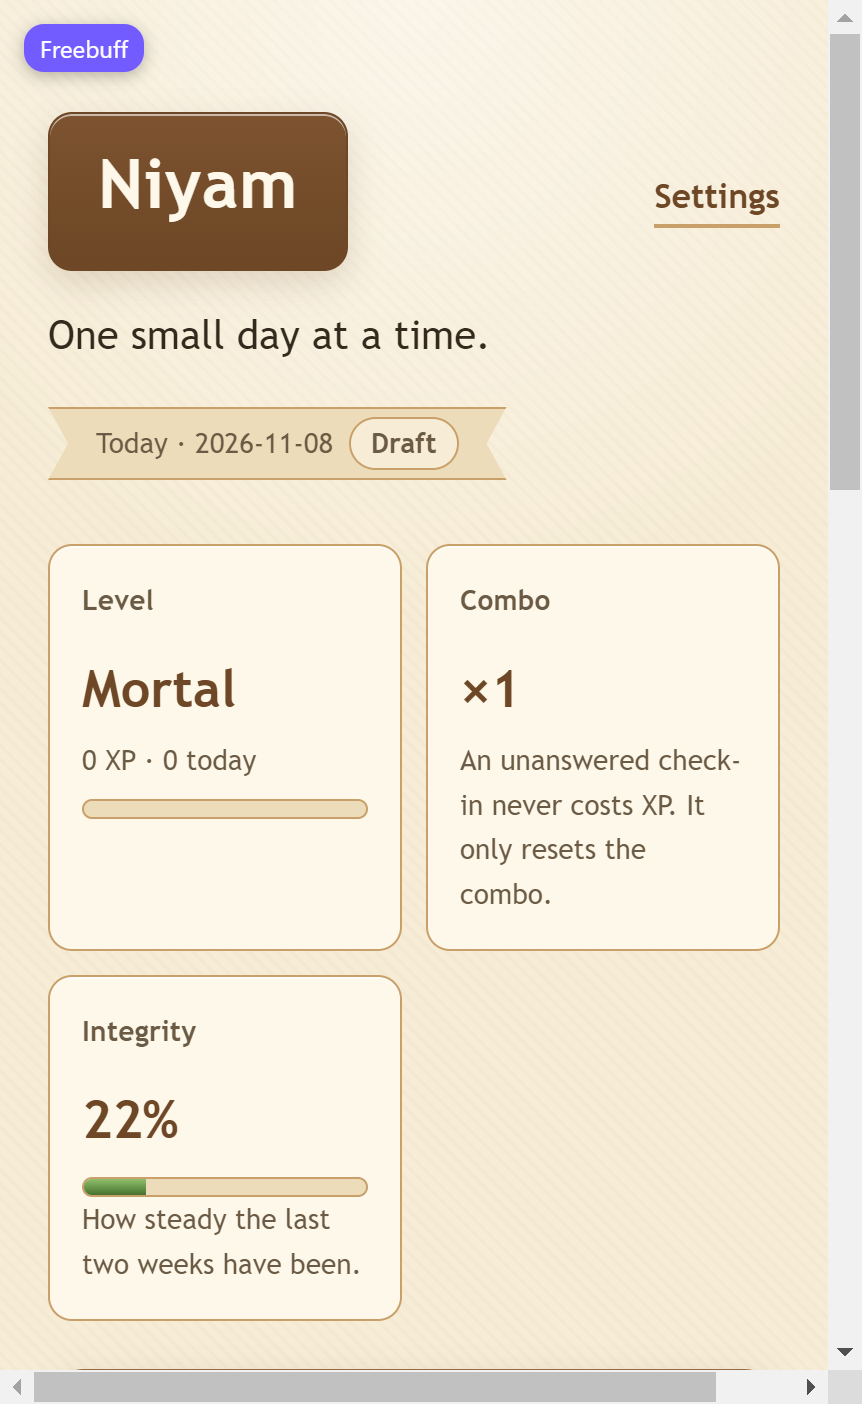 Freebuff
Niyam
Settings
One small day at a time.
Today · 2026-11-08 Draft
Level
Mortal
0 XP · 0 today
Combo
×1
An unanswered check-
in never costs XP. It
only resets the
combo.
Integrity
22%
How steady the last
two weeks have been.